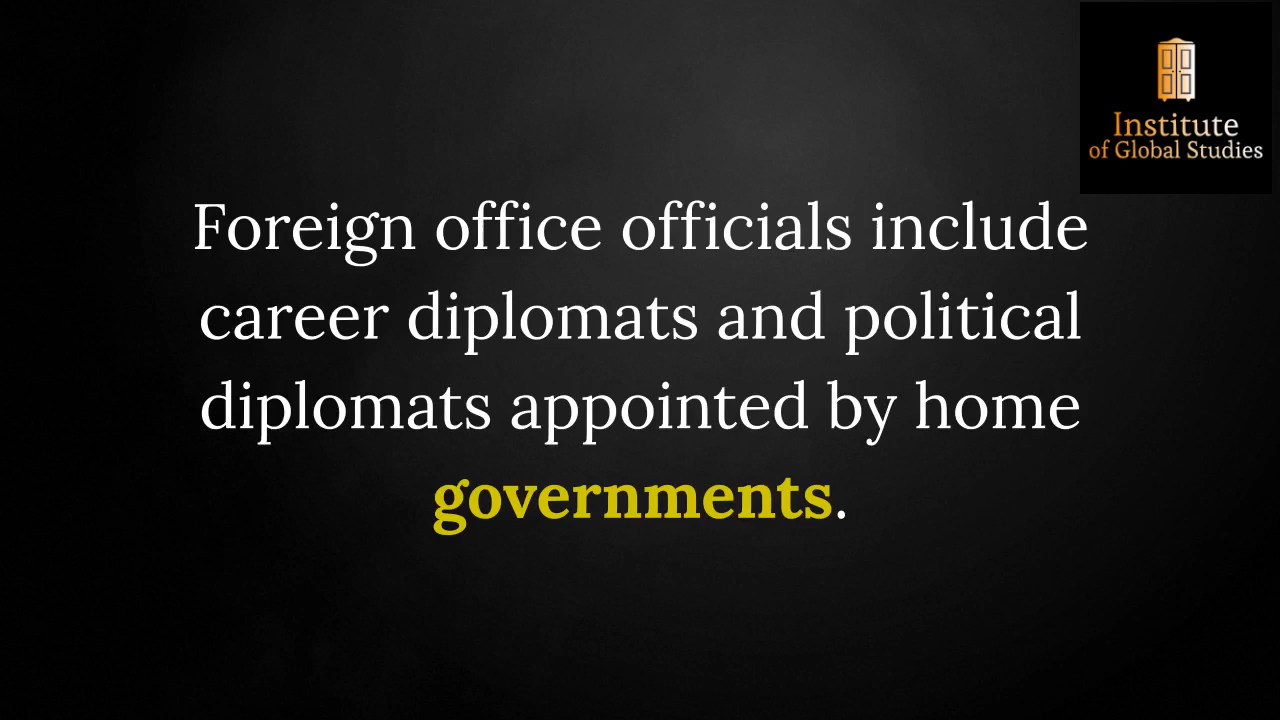 Institute
of Global Studies
Foreign office officials include
career diplomats and political
diplomats appointed by home
governments.